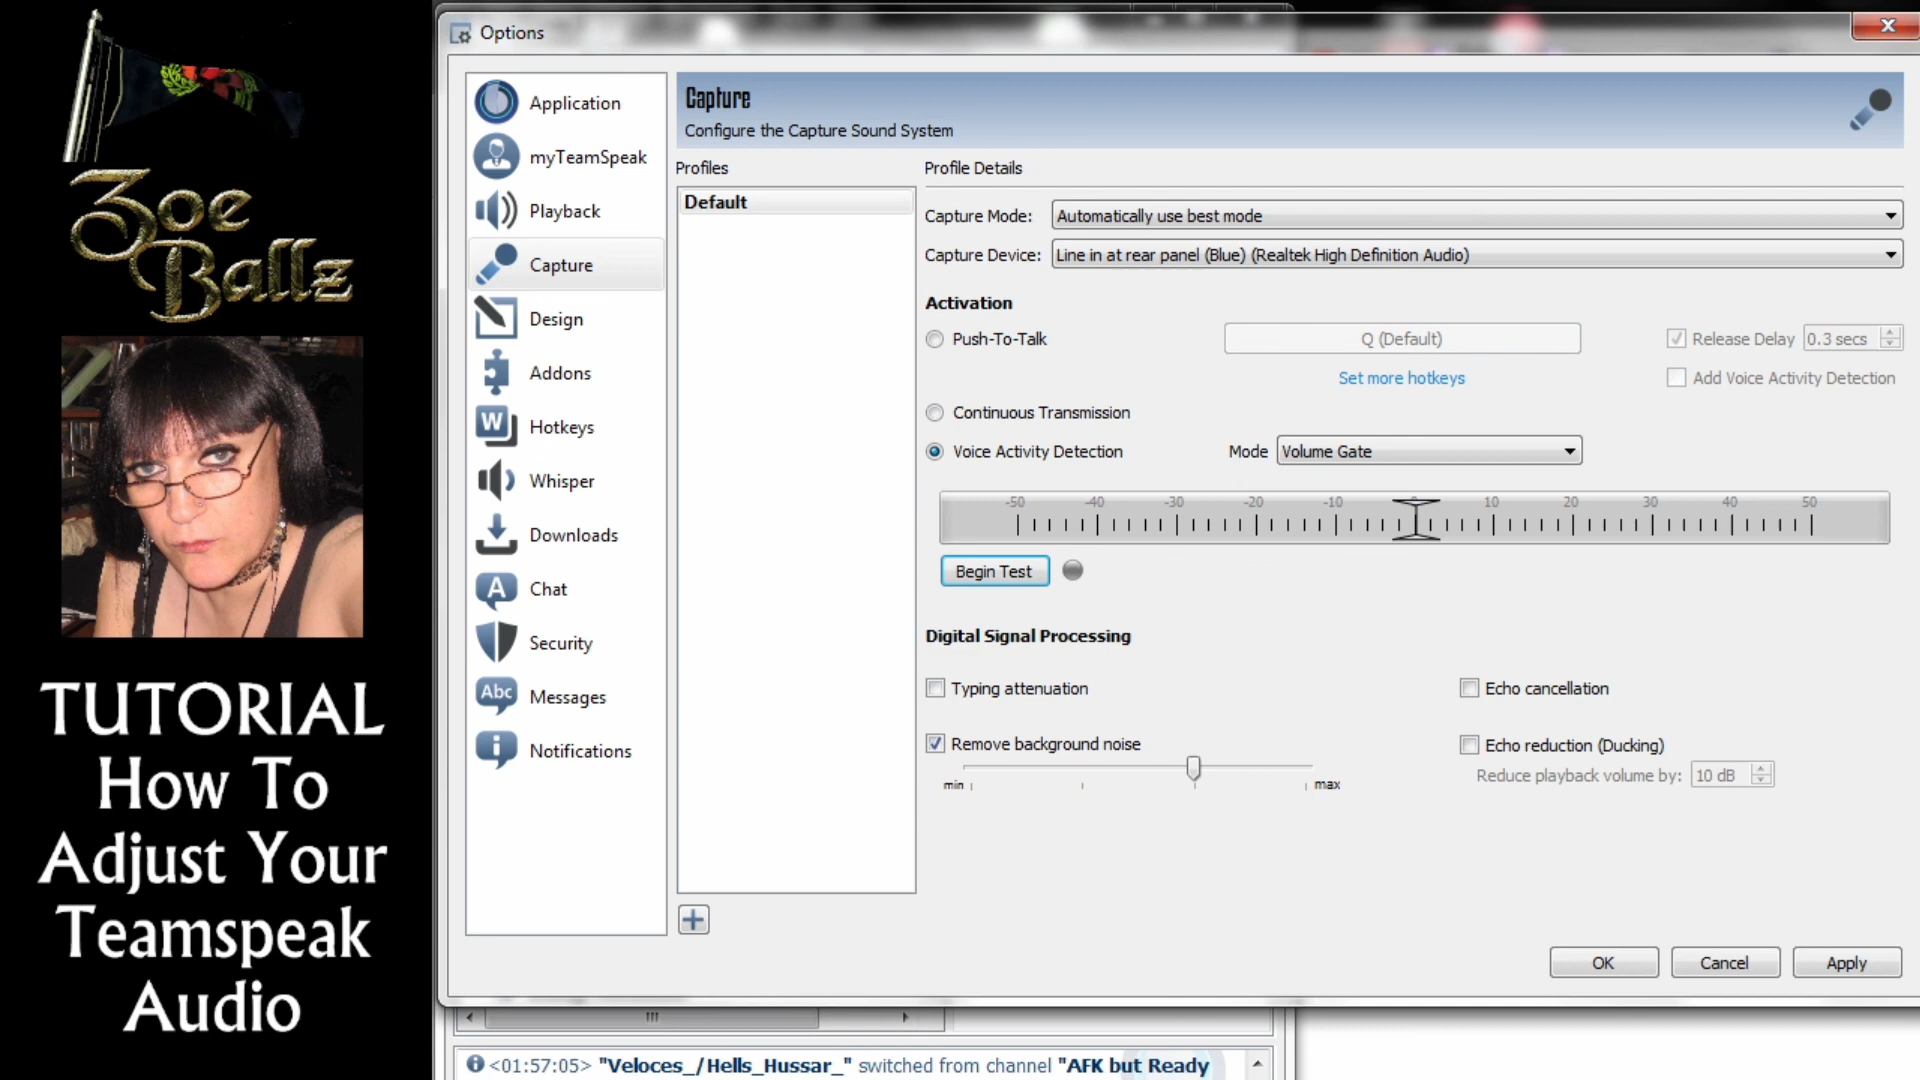 Zoe
Ballz
TUTORIAL
How To
Adjust Your
Teamspeak
Audio
Options
Application
myTeamSpeak
Playback
Capture
Design
Addons
W
Hotkeys
Whisper
Downloads
A
Chat
Security
Abc
Messages
i
Notifications
Capture
Configure the Capture Sound System
Profiles
Default
Profile Details
Capture Mode: Automatically use best mode
Capture Device: Line in at rear panel (Blue) (Realtek High Definition Audio)
Activation
Push-To-Talk Q (Default) Release Delay 0.3 secs
Set more hotkeys Add Voice Activity Detection
Continuous Transmission
Voice Activity Detection Mode Volume Gate
-50 -40 -30 -20 -10 10 20 30 40 50
Begin Test
Digital Signal Processing
Typing attenuation Echo cancellation
Remove background noise Echo reduction (Ducking)
min max Reduce playback volume by: 10 dB
OK Cancel Apply
<01:57:05> "Veloces_/Hells_Hussar_" switched from channel "AFK but Ready